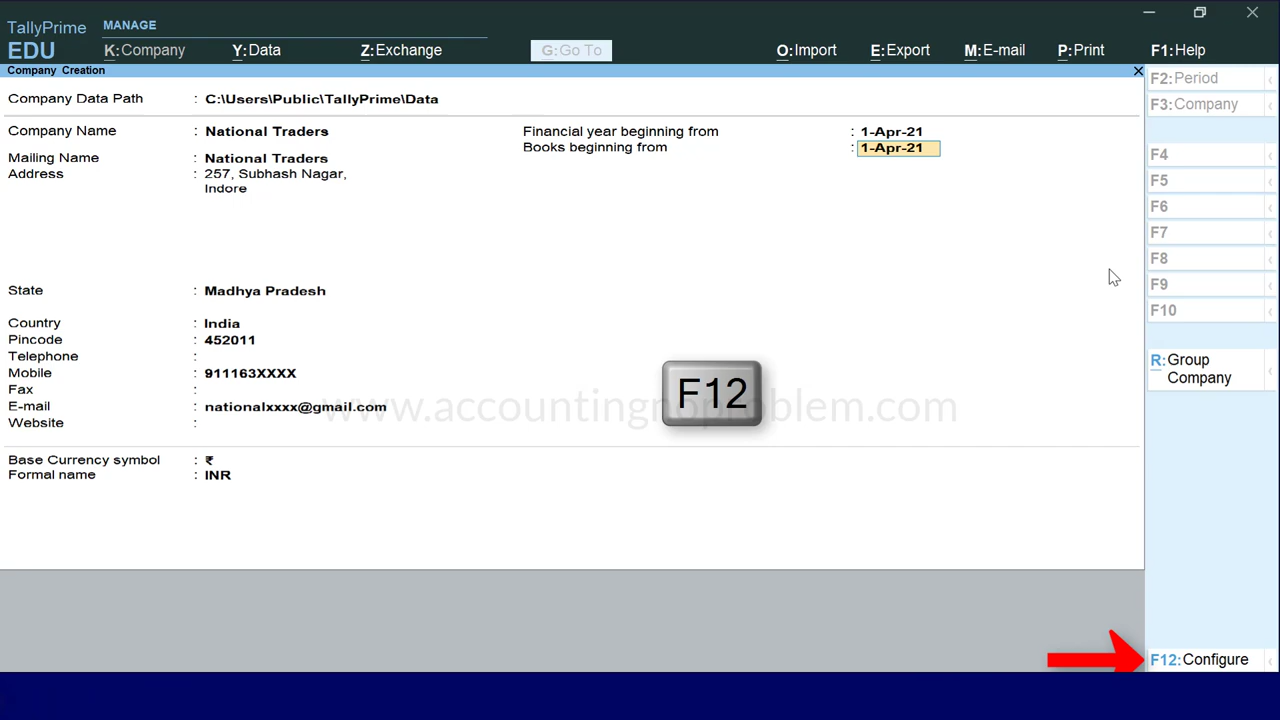 TallyPrime MANAGE
EDU K:Company Y:Data Z:Exchange G:Go To O:Import E:Export M:E-mail P:Print F1:Help
Company Creation
F2:Period
Company Data Path : C:\Users\Public\TallyPrime\Data
F3:Company
Company Name : National Traders Financial year beginning from : 1-Apr-21
Books beginning from : 1-Apr-21
Mailing Name : National Traders
F4
Address : 257, Subhash Nagar,
Indore
F5
F6
F7
F8
F9
State : Madhya Pradesh
F10
Country : India
Pincode : 452011
Telephone :
R:Group
Company
Mobile : 911163XXXX
Fax :
F12
E-mail : nationalxxxx@gmail.com
www.accountingnoproblem.com
Website :
Base Currency symbol : ₹
Formal name : INR
F12:Configure